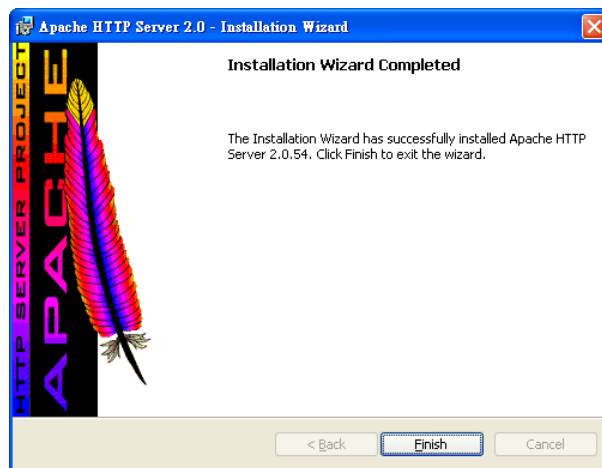 Apache HTTP Server 2.0 - Installation Wizard
HTTP SERVER PROJECT
APACHE
Installation Wizard Completed
The Installation Wizard has successfully installed Apache HTTP
Server 2.0.54. Click Finish to exit the wizard.
< Back
Finish
Cancel